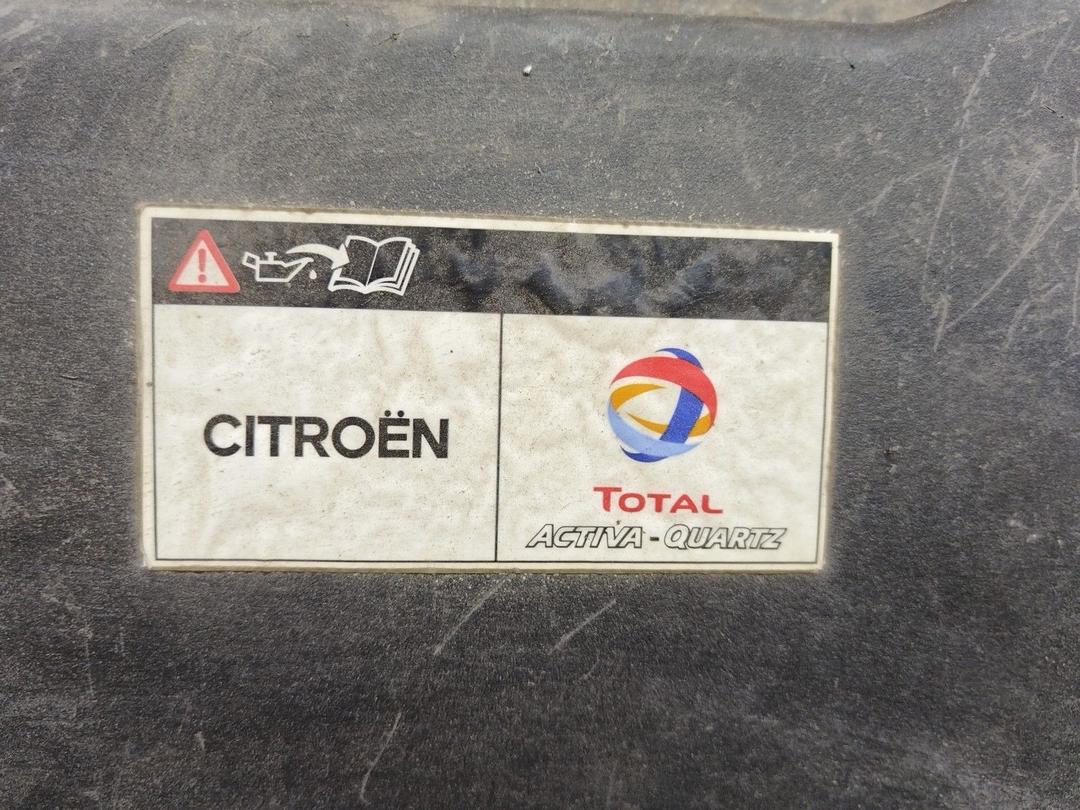 CITROËN
TOTAL
ACTIVA - QUARTZ